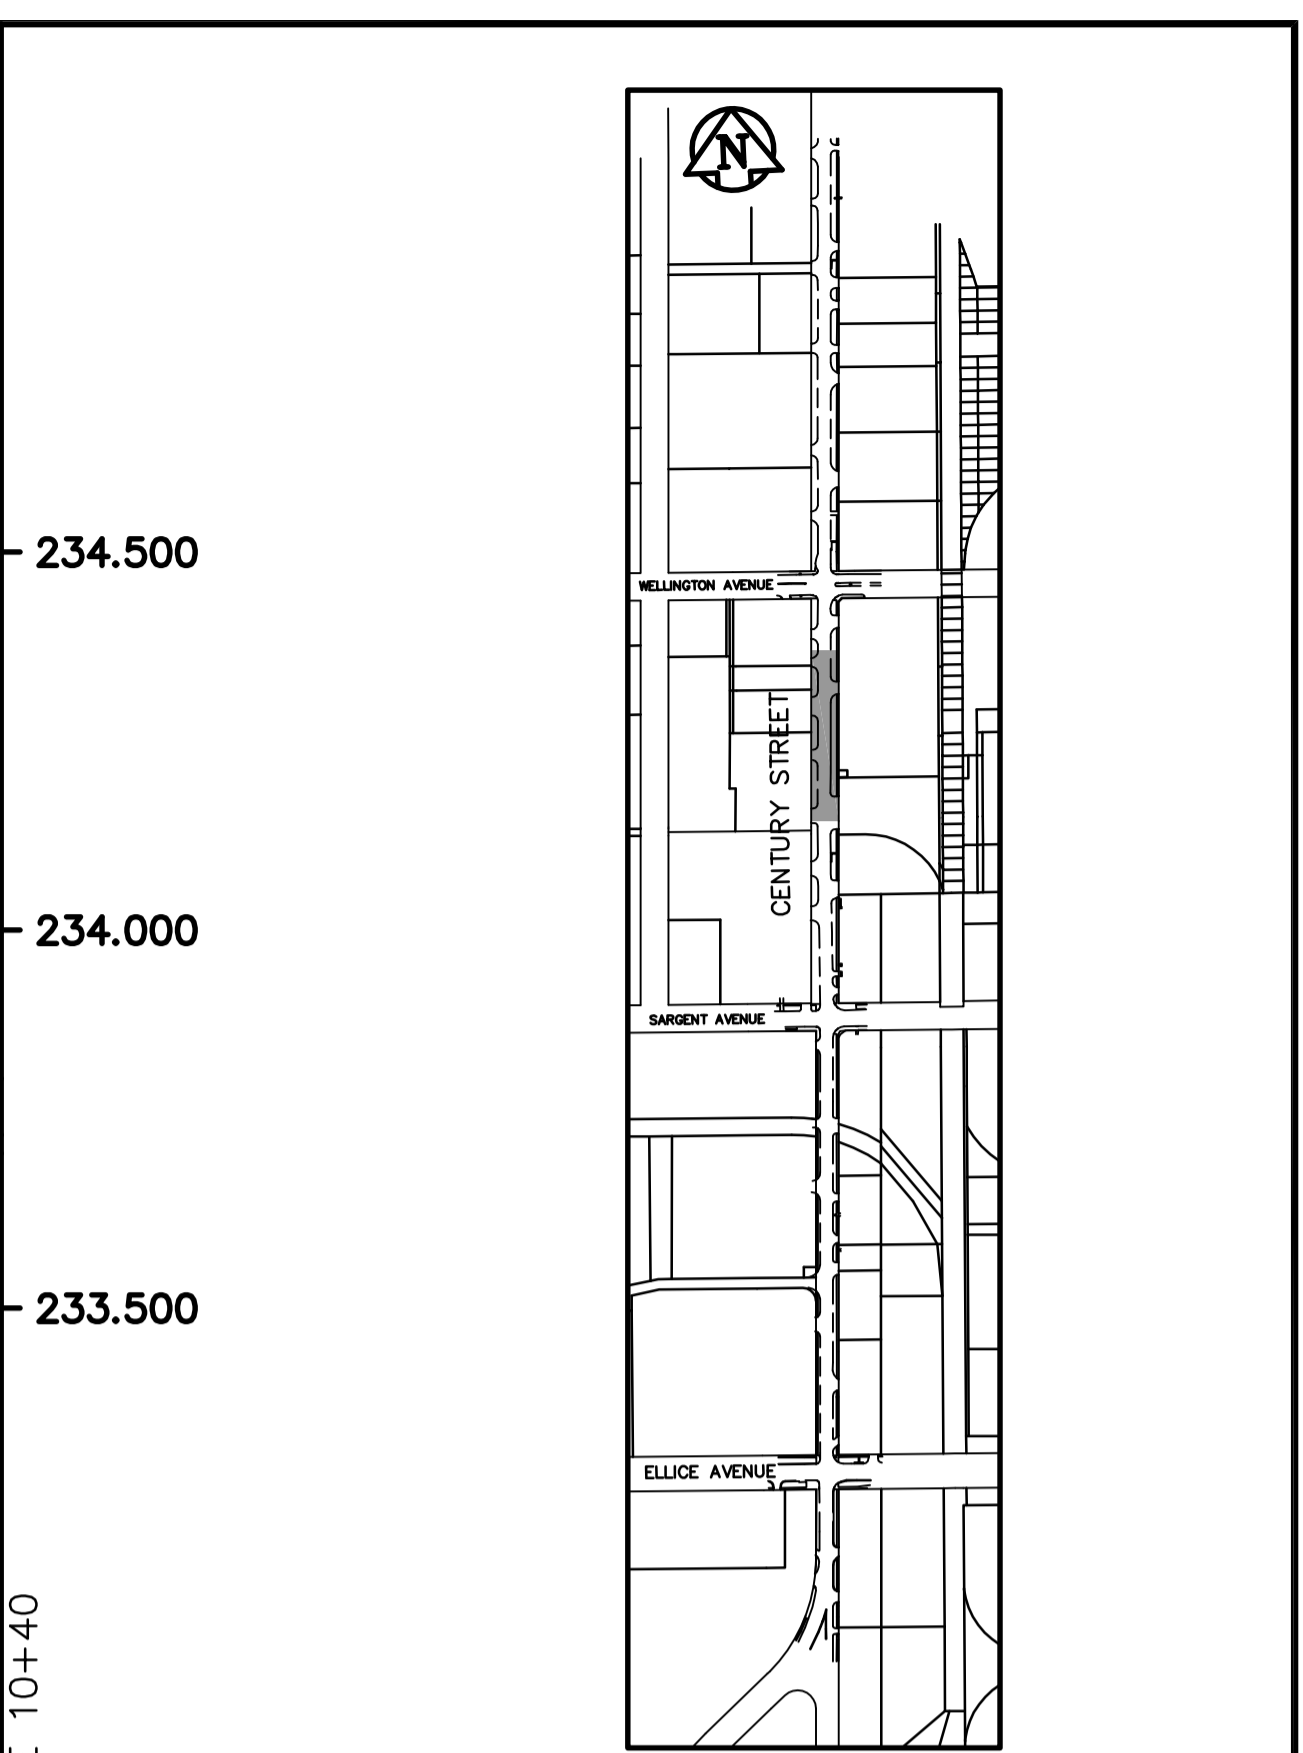 N
234.500
WELLINGTON AVENUE
CENTURY STREET
234.000
SARGENT AVENUE
233.500
ELLICE AVENUE
10+40